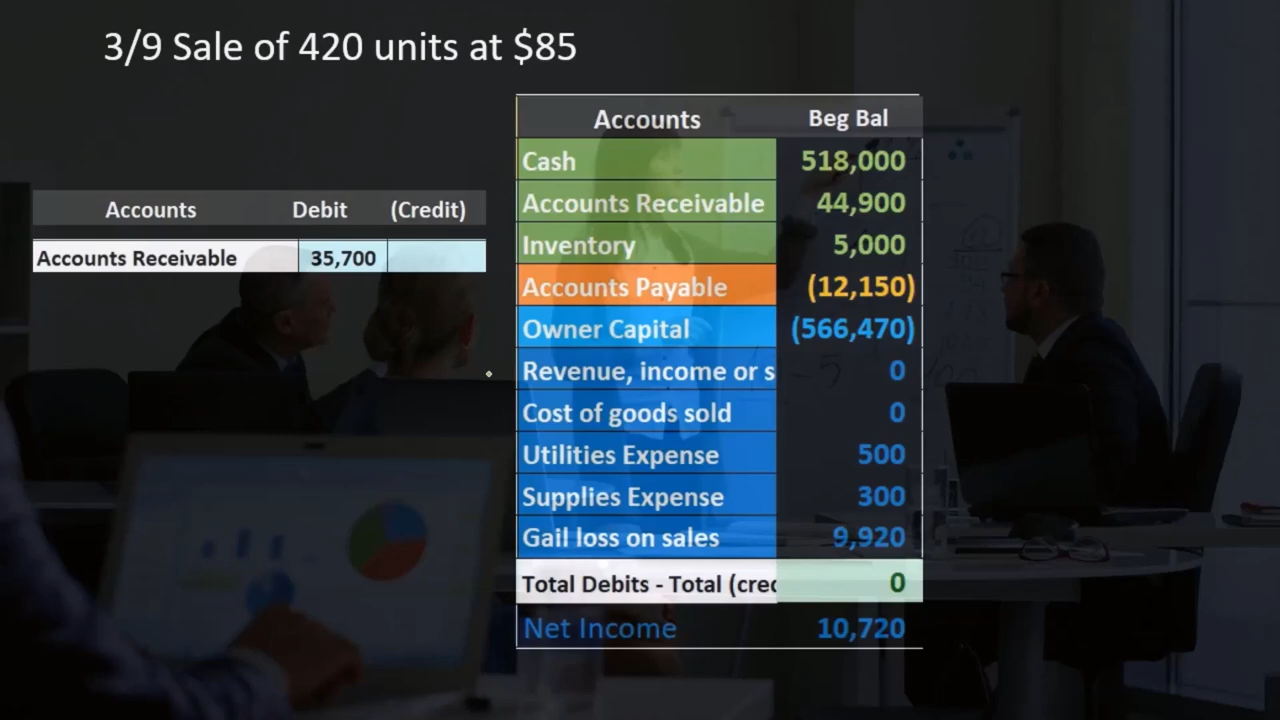 3/9 Sale of 420 units at $85
Accounts Debit (Credit)
Accounts Receivable 35,700
Accounts Beg Bal
Cash 518,000
Accounts Receivable 44,900
Inventory 5,000
Accounts Payable (12,150)
Owner Capital (566,470)
Revenue, income or s 0
Cost of goods sold 0
Utilities Expense 500
Supplies Expense 300
Gail loss on sales 9,920
Total Debits - Total (cred 0
Net Income 10,720